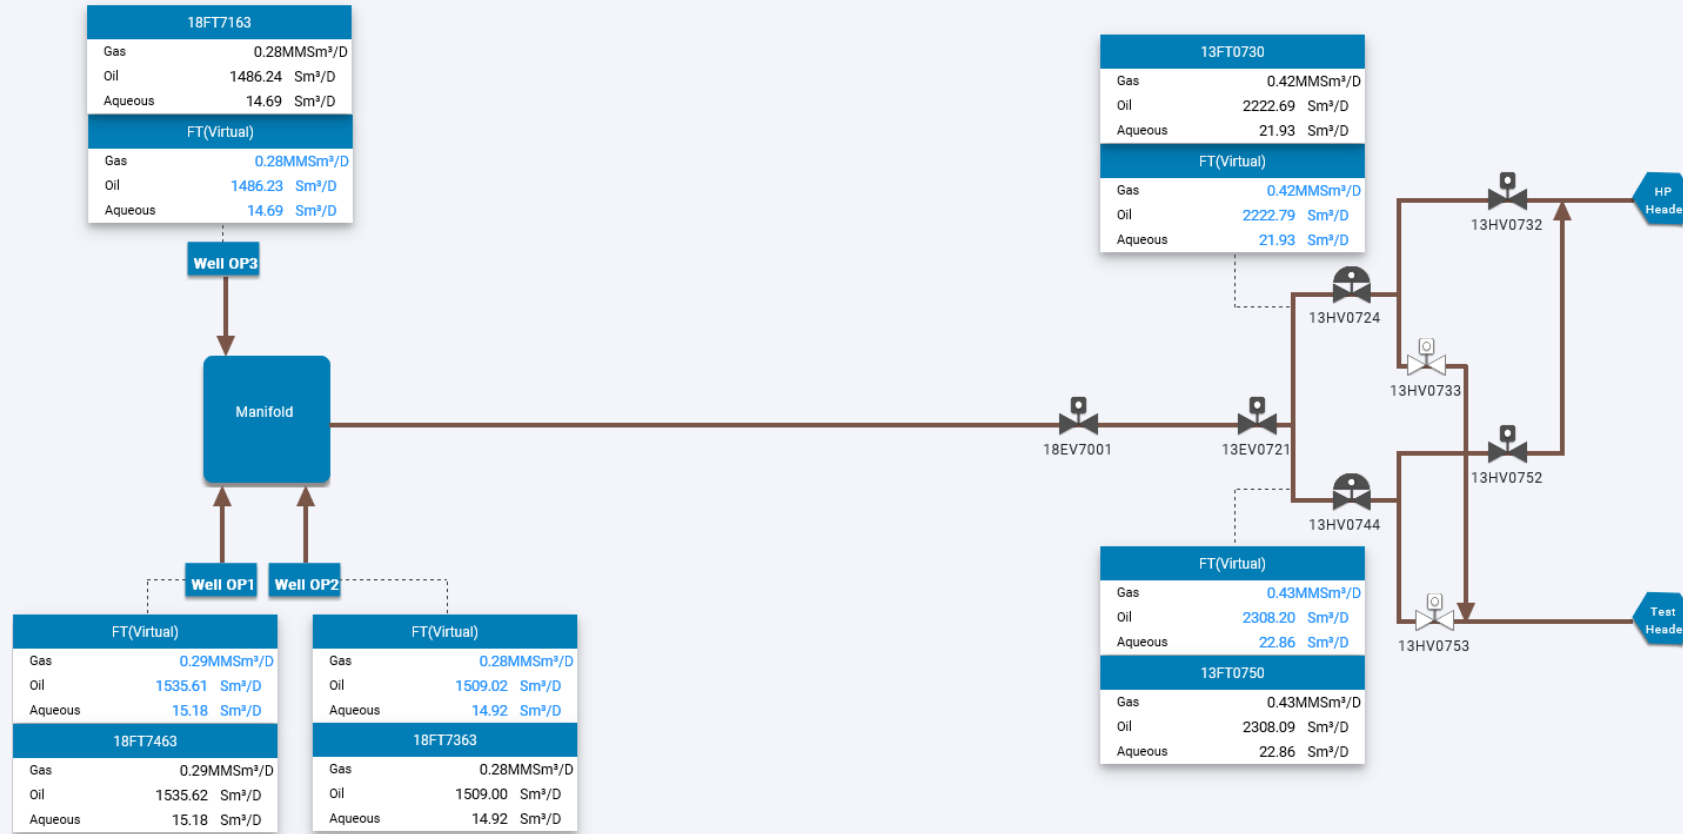 18FT7163
Gas 0.28MMSm³/D
Oil 1486.24 Sm³/D
Aqueous 14.69 Sm³/D
FT(Virtual)
Gas 0.28MMSm³/D
Oil 1486.23 Sm³/D
Aqueous 14.69 Sm³/D
Well OP3
Manifold
Well OP1
Well OP2
FT(Virtual)
Gas 0.29MMSm³/D
Oil 1535.61 Sm³/D
Aqueous 15.18 Sm³/D
18FT7463
Gas 0.29MMSm³/D
Oil 1535.62 Sm³/D
Aqueous 15.18 Sm³/D
FT(Virtual)
Gas 0.28MMSm³/D
Oil 1509.02 Sm³/D
Aqueous 14.92 Sm³/D
18FT7363
Gas 0.28MMSm³/D
Oil 1509.00 Sm³/D
Aqueous 14.92 Sm³/D
18EV7001
13EV0721
13FT0730
Gas 0.42MMSm³/D
Oil 2222.69 Sm³/D
Aqueous 21.93 Sm³/D
FT(Virtual)
Gas 0.42MMSm³/D
Oil 2222.79 Sm³/D
Aqueous 21.93 Sm³/D
13HV0724
13HV0732
HP
Heade
13HV0733
13HV0752
13HV0744
FT(Virtual)
Gas 0.43MMSm³/D
Oil 2308.20 Sm³/D
Aqueous 22.86 Sm³/D
13FT0750
Gas 0.43MMSm³/D
Oil 2308.09 Sm³/D
Aqueous 22.86 Sm³/D
13HV0753
Test
Heade